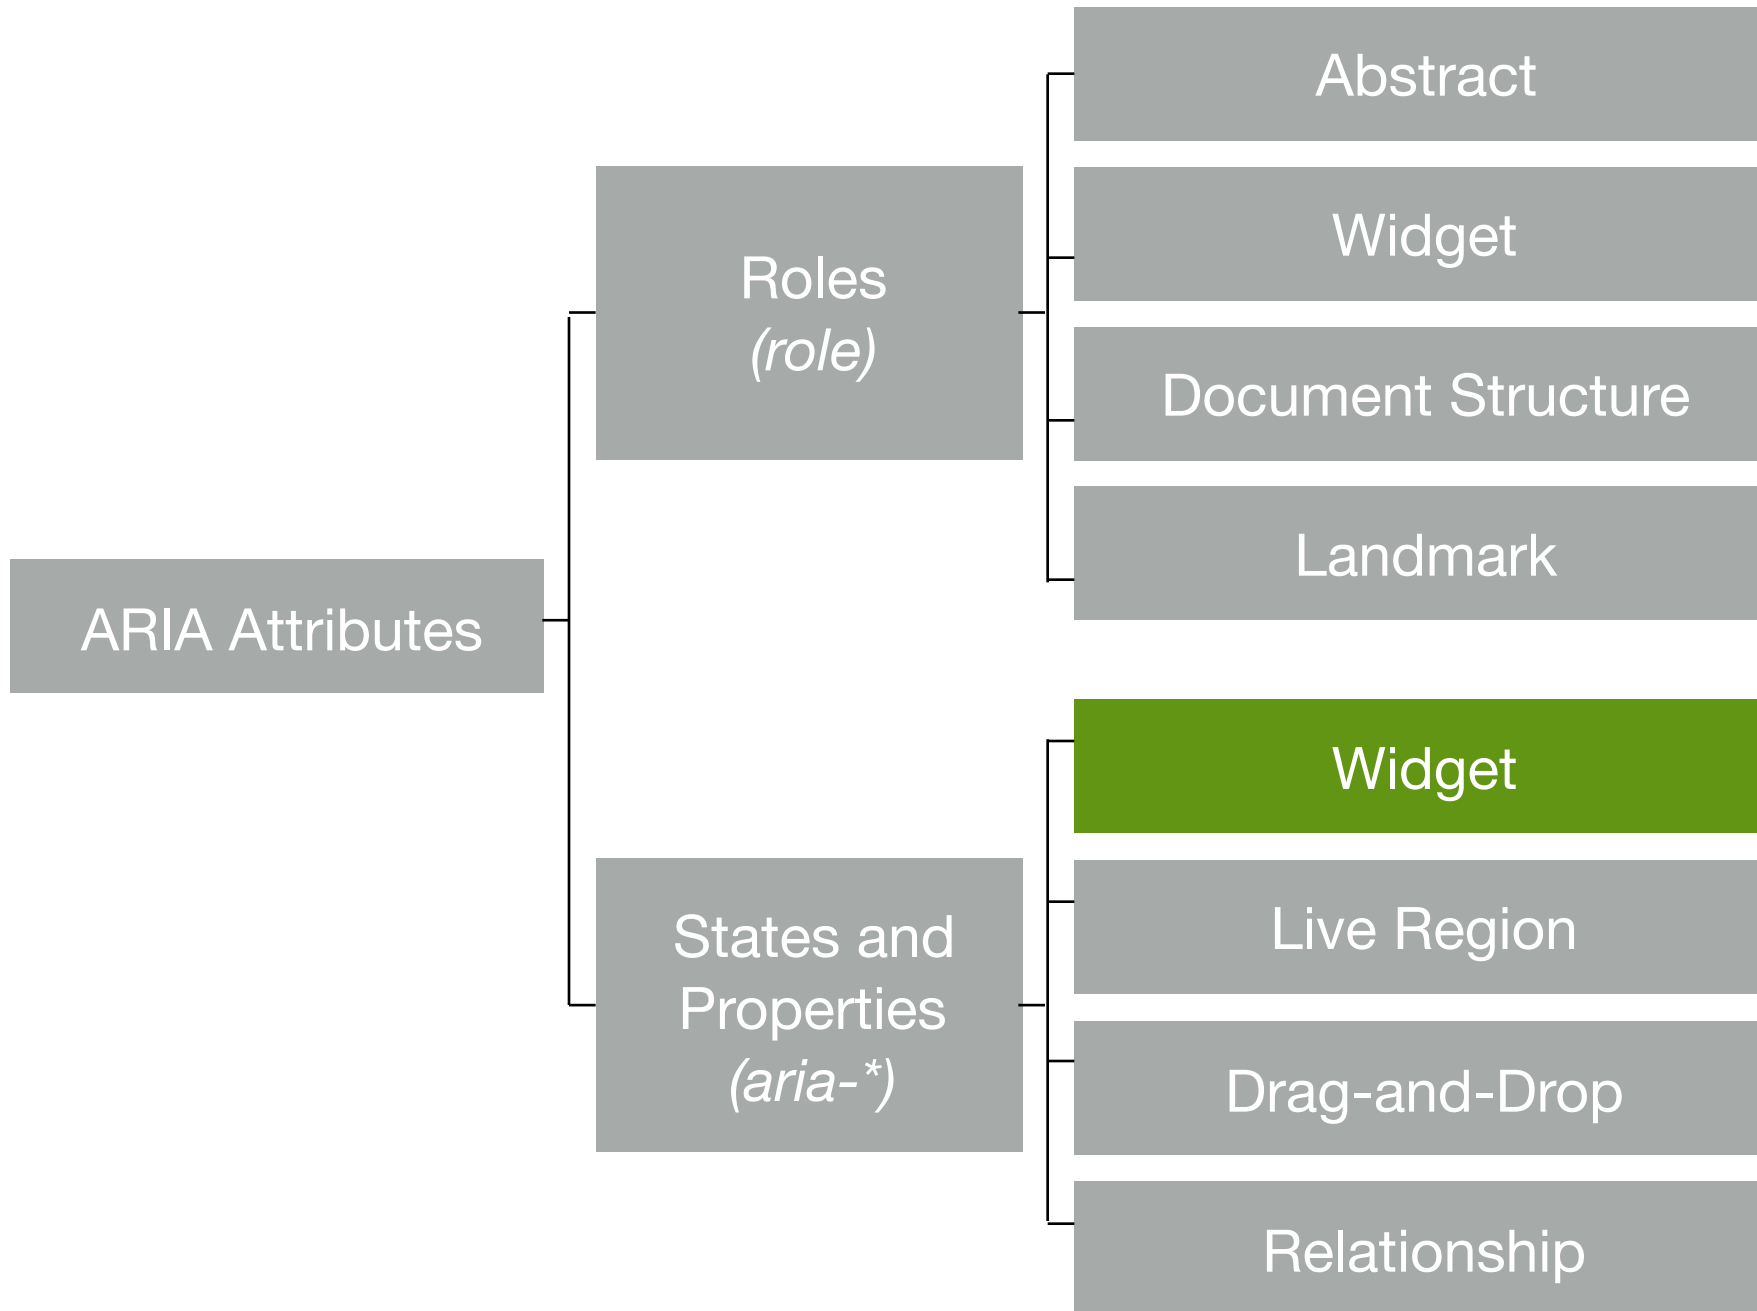 ARIA Attributes
Roles
(role)
Abstract
Widget
Document Structure
Landmark
States and
Properties
(aria-*)
Widget
Live Region
Drag-and-Drop
Relationship